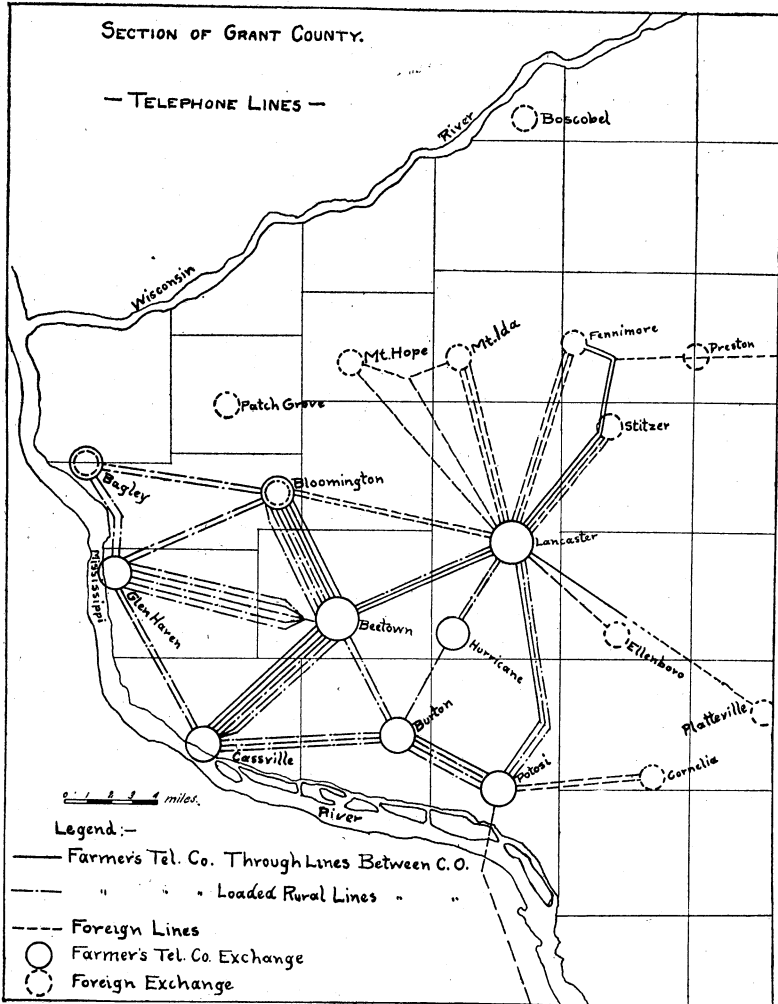 SECTION OF GRANT COUNTY.
— TELEPHONE LINES —
River
Boscobel
Wisconsin
Mt. Hope
Mt. Ida
Fennimore
Preston
Patch Grove
Stitzer
Bagley
Bloomington
Lancaster
Mississippi
Glen Haven
Beetown
Hurricane
Ellenboro
Platteville
Burton
Cassville
Potosi
Cornelia
0 1 2 3 4 miles.
River
Legend:-
Farmer's Tel. Co. Through Lines Between C.O.
" " " Loaded Rural Lines " "
Foreign Lines
Farmer's Tel. Co. Exchange
Foreign Exchange